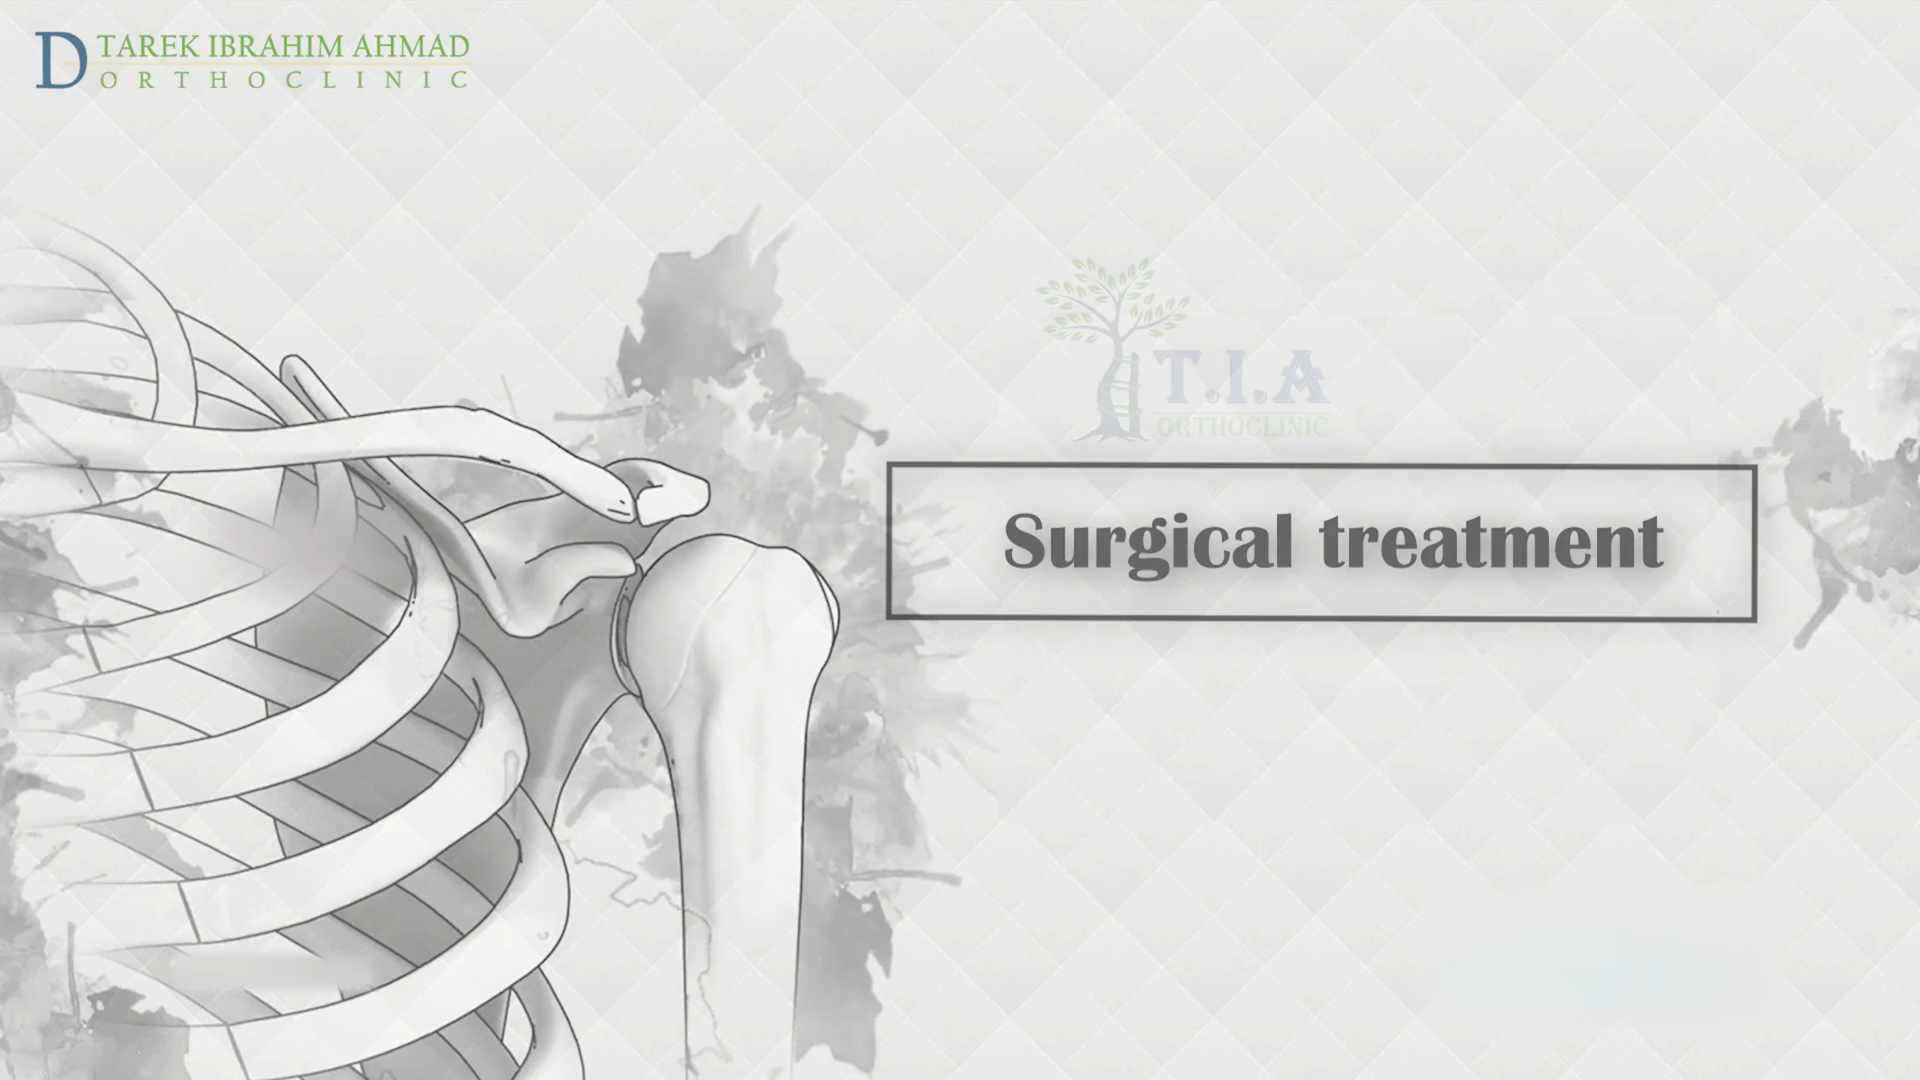 D TAREK IBRAHIM AHMAD
ORTHOCLINIC
T.I.A
ORTHOCLINIC
Surgical treatment